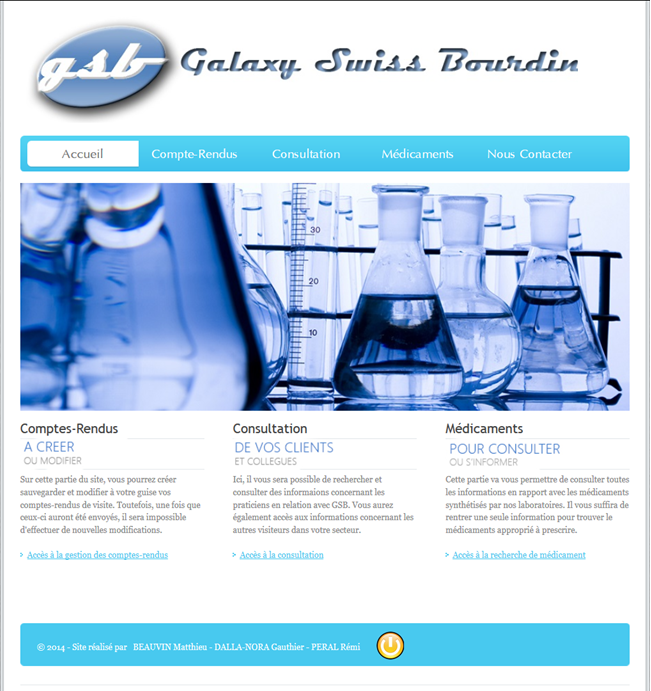 gsb Galaxy Swiss Bourdin
Accueil Compte-Rendus Consultation Médicaments Nous Contacter
30
20
10
Comptes-Rendus
A CREER
OU MODIFIER
Sur cette partie du site, vous pourrez créer
sauvegarder et modifier à votre guise vos
comptes-rendus de visite. Toutefois, une fois que
ceux-ci auront été envoyés, il sera impossible
d'effectuer de nouvelles modifications.
Accès à la gestion des comptes-rendus
Consultation
DE VOS CLIENTS
ET COLLEGUES
Ici, il vous sera possible de rechercher et
consulter des informaions concernant les
praticiens en relation avec GSB. Vous aurez
également accès aux informations concernant les
autres visiteurs dans votre secteur.
Accès à la consultation
Médicaments
POUR CONSULTER
OU S'INFORMER
Cette partie va vous permettre de consulter toutes
les informations en rapport avec les médicaments
synthétisés par nos laboratoires. Il vous suffira de
rentrer une seule information pour trouver le
médicaments approprié à prescrire.
Accès à la recherche de médicament
© 2014 - Site réalisé par BEAUVIN Matthieu - DALLA-NORA Gauthier - PERAL Rémi